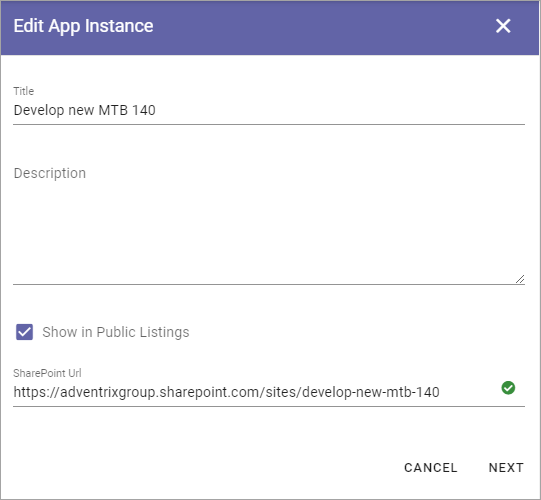 Edit App Instance
Title
Develop new MTB 140
Description
Show in Public Listings
SharePoint Url
https://adventrixgroup.sharepoint.com/sites/develop-new-mtb-140
CANCEL NEXT